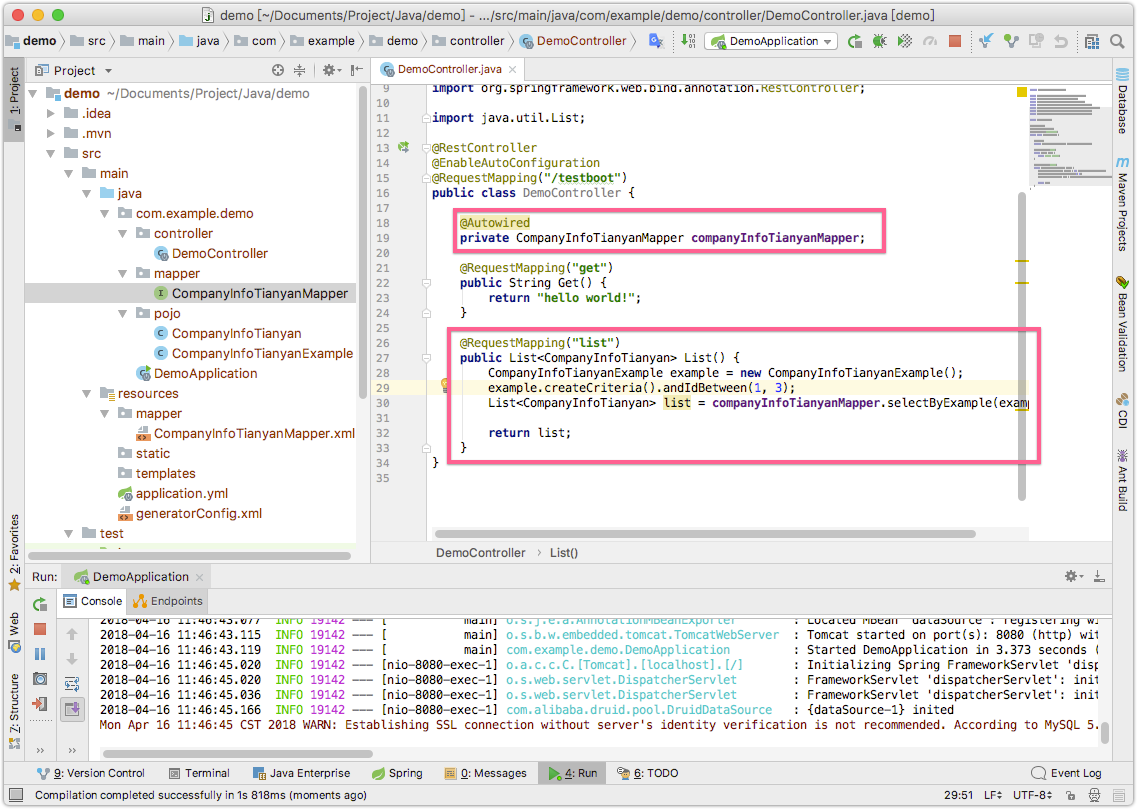 demo [~/Documents/Project/Java/demo] - .../src/main/java/com/example/demo/controller/DemoController.java [demo]
demo src main java com example demo controller DemoController DemoApplication
1: Project
Project
DemoController.java
demo ~/Documents/Project/Java/demo
.idea
.mvn
src
main
java
com.example.demo
controller
DemoController
mapper
CompanyInfoTianyanMapper
pojo
CompanyInfoTianyan
CompanyInfoTianyanExample
DemoApplication
resources
mapper
CompanyInfoTianyanMapper.xml
static
templates
application.yml
generatorConfig.xml
test
9 import org.springframework.web.bind.annotation.RestController;
10
11 import java.util.List;
12
13 @RestController
14 @EnableAutoConfiguration
15 @RequestMapping("/testboot")
16 public class DemoController {
17
18 @Autowired
19 private CompanyInfoTianyanMapper companyInfoTianyanMapper;
20
21 @RequestMapping("get")
22 public String Get() {
23 return "hello world!";
24 }
25
26 @RequestMapping("list")
27 public List<CompanyInfoTianyan> List() {
28 CompanyInfoTianyanExample example = new CompanyInfoTianyanExample();
29 example.createCriteria().andIdBetween(1, 3);
30 List<CompanyInfoTianyan> list = companyInfoTianyanMapper.selectByExample(exam
31
32 return list;
33 }
34 }
35
DemoController › List()
Database
Maven Projects
Bean Validation
CDI
Ant Build
2: Favorites
Web
Z: Structure
Run: DemoApplication
Console Endpoints
2018-04-16 11:46:43.077 INFO 19142 --- [ main] o.s.j.e.a.AnnotationMBeanExporter : Located MBean 'dataSource': registering wi
2018-04-16 11:46:43.115 INFO 19142 --- [ main] o.s.b.w.embedded.tomcat.TomcatWebServer : Tomcat started on port(s): 8080 (http) wit
2018-04-16 11:46:43.119 INFO 19142 --- [ main] com.example.demo.DemoApplication : Started DemoApplication in 3.373 seconds (
2018-04-16 11:46:45.020 INFO 19142 --- [nio-8080-exec-1] o.a.c.c.C.[Tomcat].[localhost].[/] : Initializing Spring FrameworkServlet 'disp
2018-04-16 11:46:45.020 INFO 19142 --- [nio-8080-exec-1] o.s.web.servlet.DispatcherServlet : FrameworkServlet 'dispatcherServlet': init
2018-04-16 11:46:45.036 INFO 19142 --- [nio-8080-exec-1] o.s.web.servlet.DispatcherServlet : FrameworkServlet 'dispatcherServlet': init
2018-04-16 11:46:45.166 INFO 19142 --- [nio-8080-exec-1] com.alibaba.druid.pool.DruidDataSource : {dataSource-1} inited
Mon Apr 16 11:46:45 CST 2018 WARN: Establishing SSL connection without server's identity verification is not recommended. According to MySQL 5.
9: Version Control Terminal Java Enterprise Spring 0: Messages 4: Run 6: TODO Event Log
Compilation completed successfully in 1s 818ms (moments ago) 29:51 LF÷ UTF-8÷